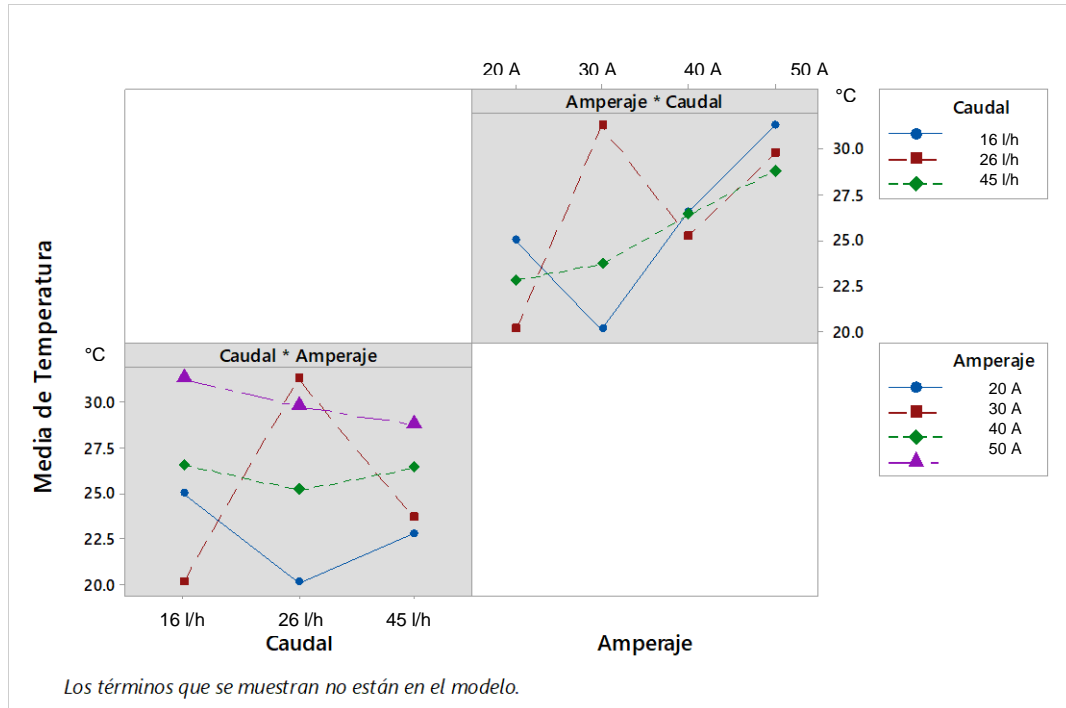 20 A 30 A 40 A 50 A
Amperaje * Caudal
°C
30.0
27.5
25.0
22.5
20.0
Caudal
16 l/h
26 l/h
45 l/h
Media de Temperatura
°C
Caudal * Amperaje
30.0
27.5
25.0
22.5
20.0
16 l/h 26 l/h 45 l/h
Caudal
Amperaje
Amperaje
20 A
30 A
40 A
50 A
Los términos que se muestran no están en el modelo.